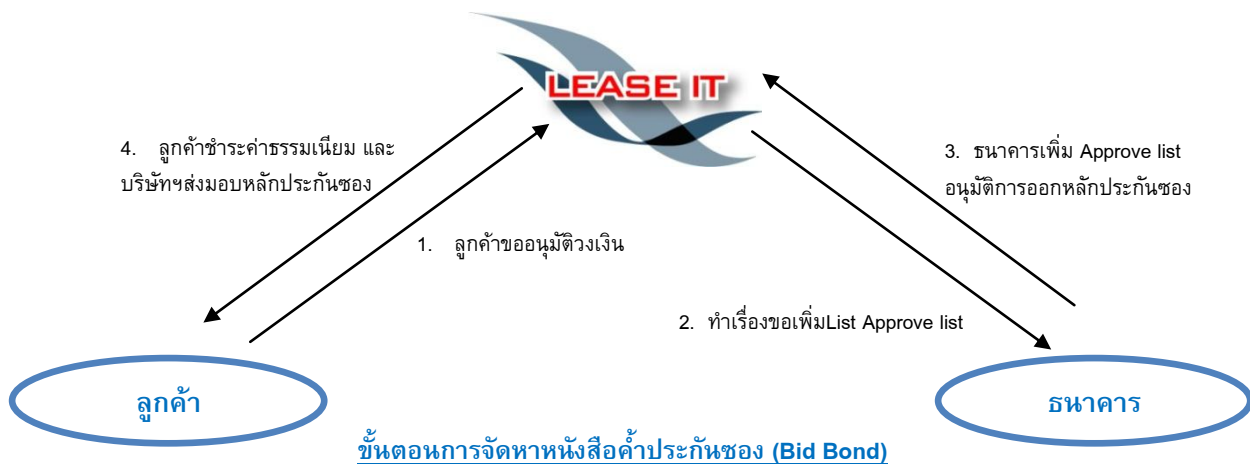 LEASE IT
4. ลูกค้าชำระค่าธรรมเนียม และ
บริษัทฯส่งมอบหลักประกันซอง
3. ธนาคารเพิ่ม Approve list
อนุมัติการออกหลักประกันซอง
1. ลูกค้าขออนุมัติวงเงิน
2. ทำเรื่องขอเพิ่มList Approve list
ลูกค้า
ธนาคาร
ขั้นตอนการจัดหาหนังสือค้ำประกันซอง (Bid Bond)